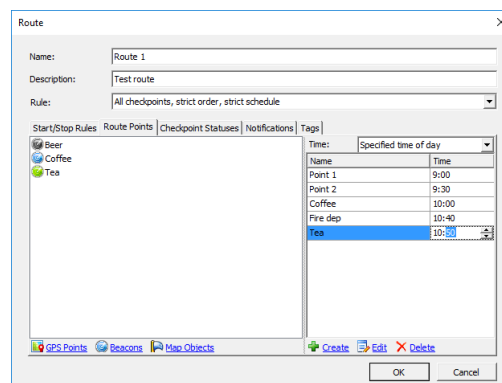 Route
Name: Route 1
Description: Test route
Rule: All checkpoints, strict order, strict schedule
Start/Stop Rules Route Points Checkpoint Statuses Notifications Tags
Beer
Coffee
Tea
Time: Specified time of day
Name Time
Point 1 9:00
Point 2 9:30
Coffee 10:00
Fire dep 10:40
Tea 10:50
GPS Points Beacons Map Objects
Create Edit Delete
OK Cancel